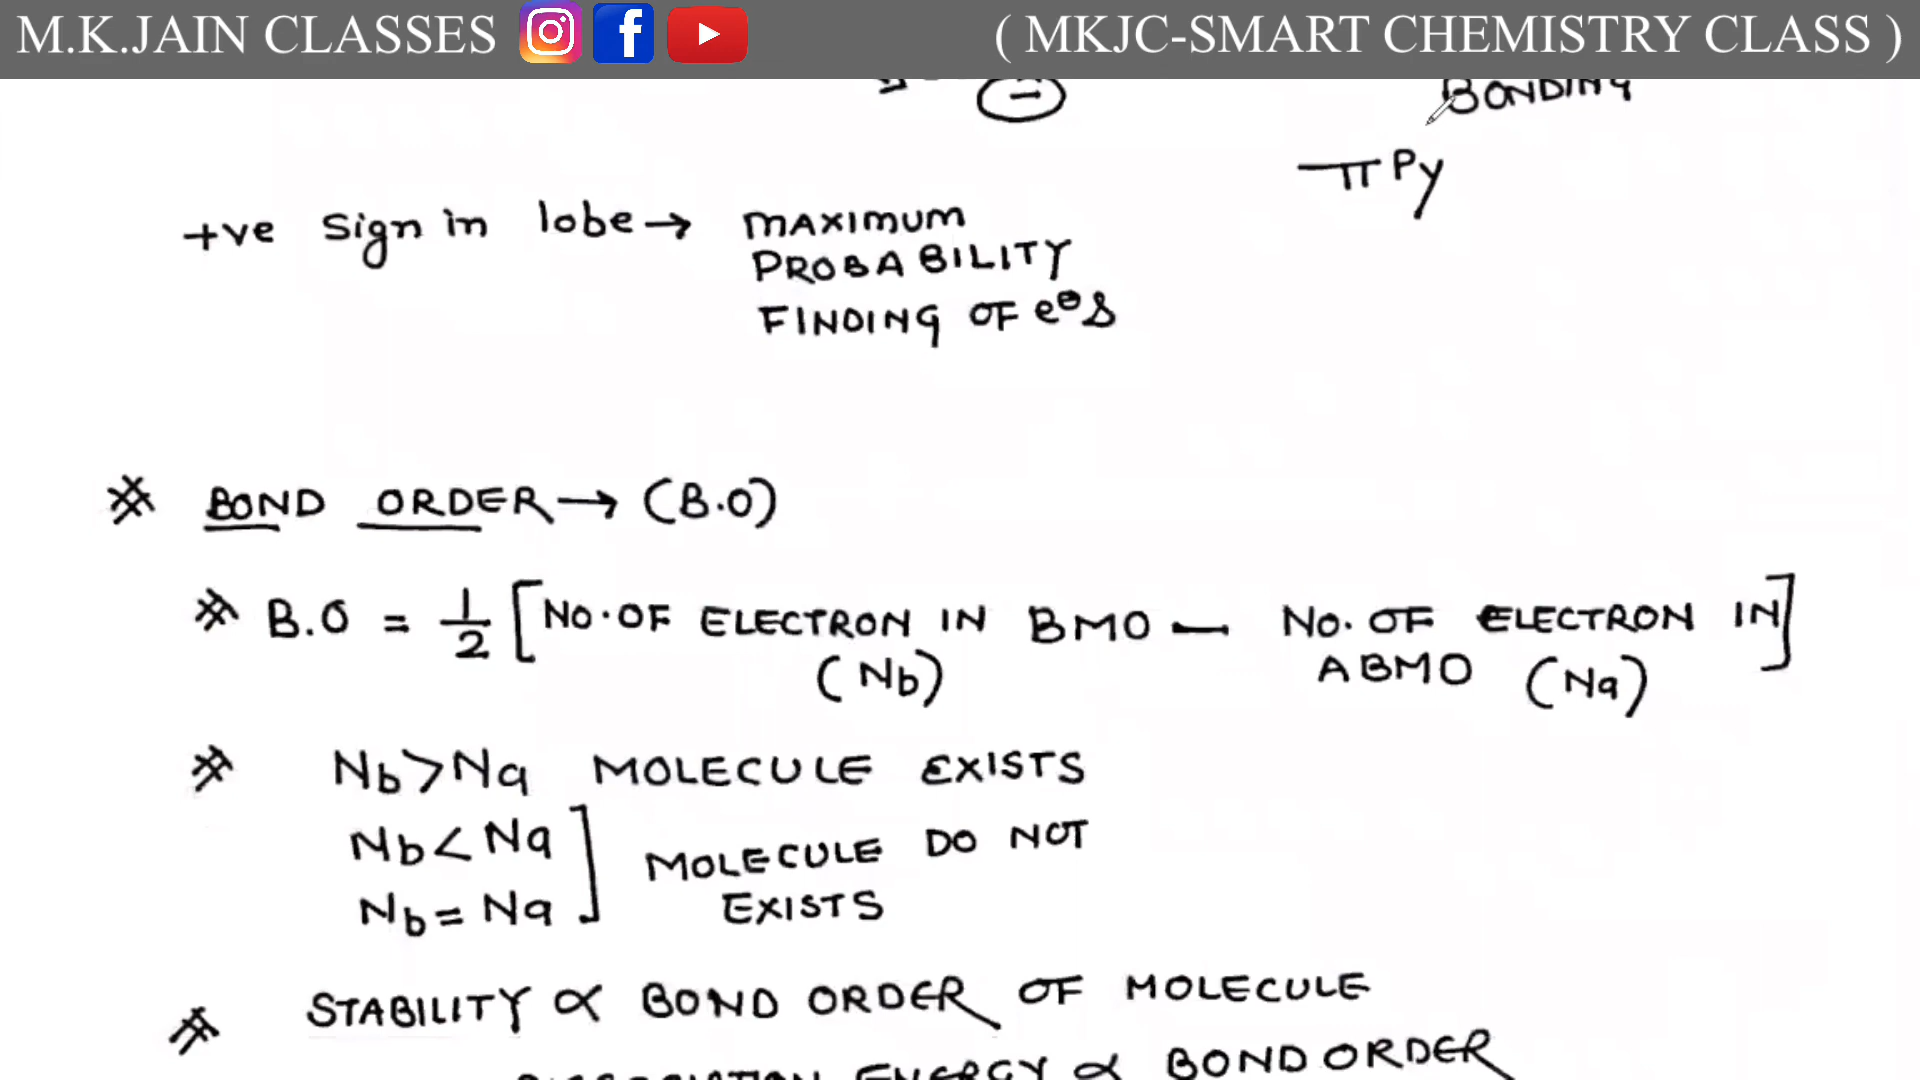 M.K.JAIN CLASSES ( MKJC-SMART CHEMISTRY CLASS )
BONDING
πPy
+ve Sign in lobe → MAXIMUM
PROBABILITY
FINDING OF e⊖s
BOND ORDER → (B.O)
B.O = 1/2 [NO. OF ELECTRON IN BMO — NO. OF ELECTRON IN
(Nb) ABMO (Na)]
Nb > Na MOLECULE EXISTS
Nb < Na ] MOLECULE DO NOT
Nb = Na EXISTS
STABILITY ∝ BOND ORDER OF MOLECULE
ENERGY ∝ BOND ORDER